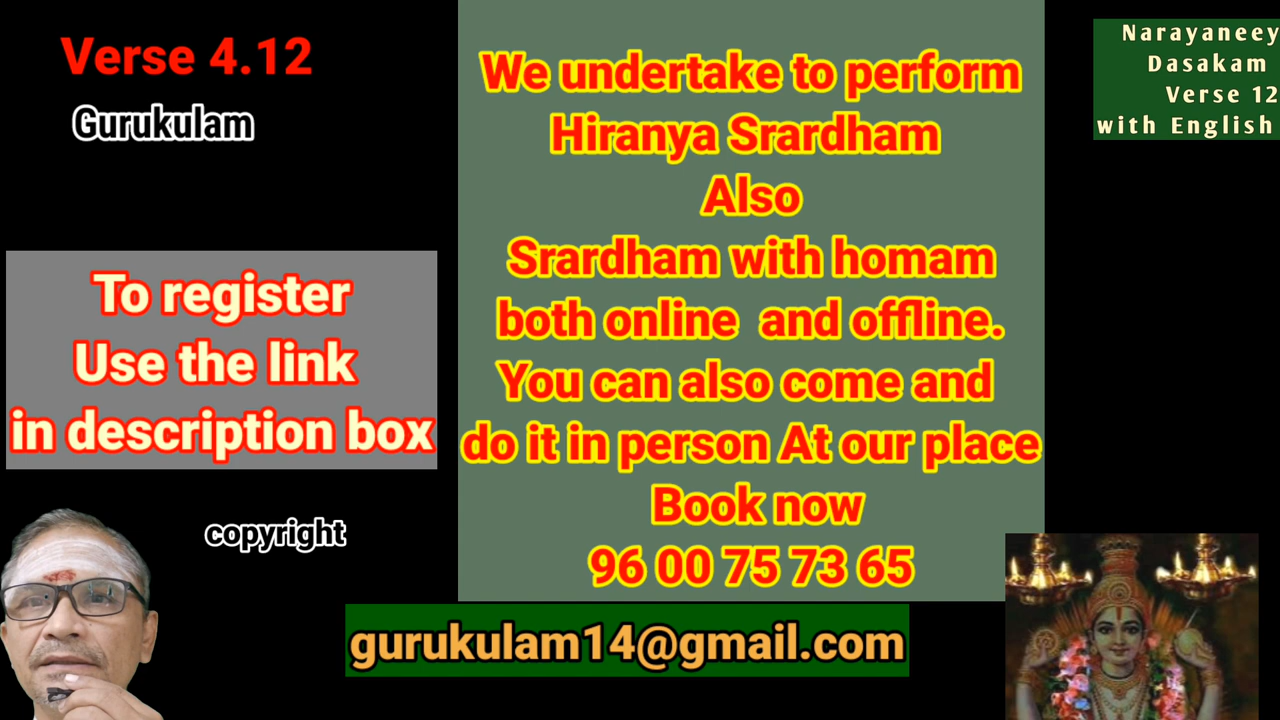 Verse 4.12
Gurukulam
To register
Use the link
in description box
copyright
We undertake to perform
Hiranya Srardham
Also
Srardham with homam
both online and offline.
You can also come and
do it in person At our place
Book now
96 00 75 73 65
gurukulam14@gmail.com
Narayaneey
Dasakam
Verse 12
with English